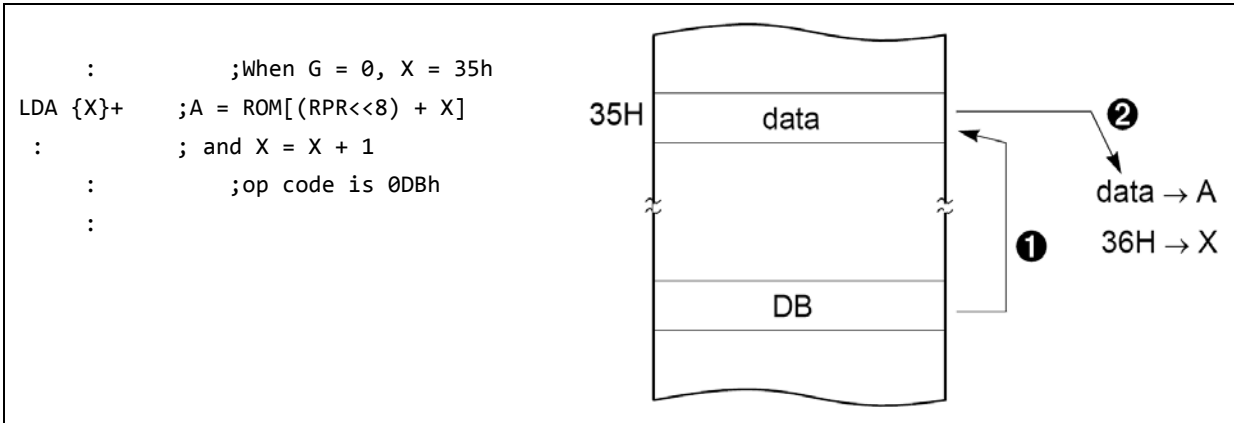 :             ;When G = 0, X = 35h
LDA {X}+    ;A = ROM[(RPR<<8) + X]
:           ; and X = X + 1
:             ;op code is 0DBh
:
35H
data
❷
data → A
36H → X
❶
DB